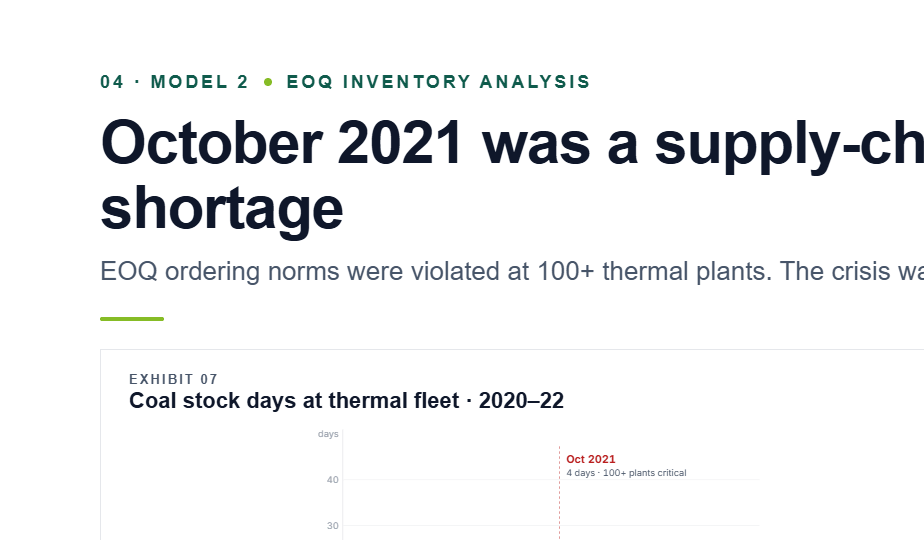 04 · MODEL 2 • EOQ INVENTORY ANALYSIS
October 2021 was a supply-ch
shortage
EOQ ordering norms were violated at 100+ thermal plants. The crisis wa
EXHIBIT 07
Coal stock days at thermal fleet · 2020–22
days
Oct 2021
4 days · 100+ plants critical
40
30